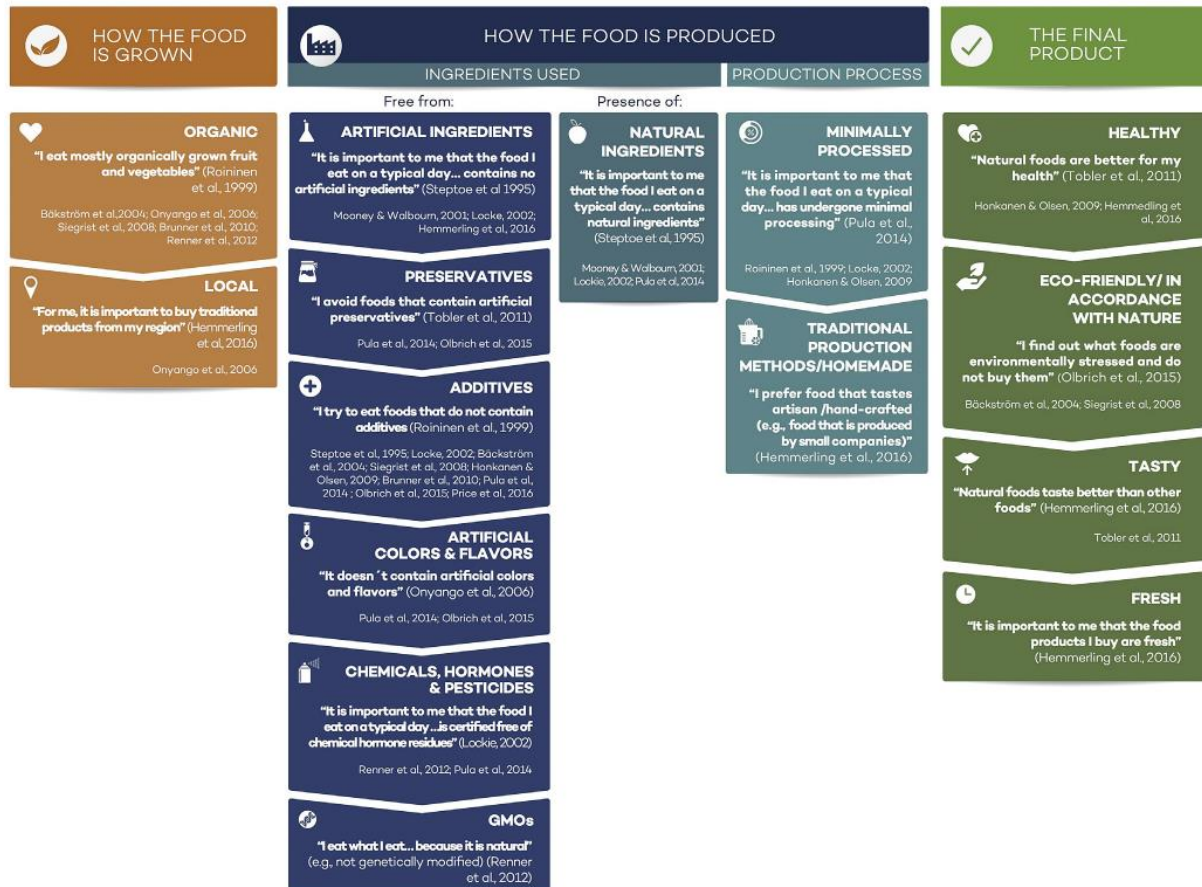 HOW THE FOOD
IS GROWN
ORGANIC
“I eat mostly organically grown fruit
and vegetables” (Roininen
et al., 1999)
Bäkström et al.,2004; Onyango et al., 2006;
Siegrist et al., 2008; Brunner et al., 2010;
Renner et al., 2012
LOCAL
“For me, it is important to buy traditional
products from my region” (Hemmerling
et al, 2016)
Onyango et al., 2006
HOW THE FOOD IS PRODUCED
INGREDIENTS USED
Free from:
ARTIFICIAL INGREDIENTS
“It is important to me that the food I
eat on a typical day... contains no
artificial ingredients” (Steptoe et al 1995)
Mooney & Walbourn, 2001; Locke, 2002;
Hemmerling et al., 2016
PRESERVATIVES
“I avoid foods that contain artificial
preservatives” (Tobler et al., 2011)
Pula et al., 2014; Olbrich et al., 2015
ADDITIVES
“I try to eat foods that do not contain
additives (Roininen et al., 1999)
Steptoe et al., 1995; Locke, 2002; Bäckström
et al., 2004; Siegrist et al., 2008; Honkanen &
Olsen, 2009; Brunner et al., 2010; Pula et al.,
2014 ; Olbrich et al., 2015; Price et al., 2016
ARTIFICIAL
COLORS & FLAVORS
“It doesn ´t contain artificial colors
and flavors” (Onyango et al., 2006)
Pula et al., 2014; Olbrich et al., 2015
CHEMICALS, HORMONES
& PESTICIDES
“It is important to me that the food I
eat on a typical day ...is certified free of
chemical hormone residues” (Lockie, 2002)
Renner et al., 2012; Pula et al., 2014
GMOs
“I eat what I eat... because it is natural”
(e.g., not genetically modified) (Renner
et al., 2012)
Presence of:
NATURAL
INGREDIENTS
“It is important to me
that the food I eat on a
typical day... contains
natural ingredients”
(Steptoe et al., 1995)
Mooney & Walbourn, 2001;
Lockie, 2002; Pula et al., 2014
PRODUCTION PROCESS
MINIMALLY
PROCESSED
“It is important to me that
the food I eat on a typical
day... has undergone minimal
processing” (Pula et al.,
2014)
Roininen et al., 1999; Locke, 2002;
Honkanen & Olsen, 2009
TRADITIONAL
PRODUCTION
METHODS/HOMEMADE
“I prefer food that tastes
artisan /hand-crafted
(e.g., food that is produced
by small companies)”
(Hemmerling et al., 2016)
THE FINAL
PRODUCT
HEALTHY
“Natural foods are better for my
health” (Tobler et al., 2011)
Honkanen & Olsen, 2009; Hemmedling et
al., 2016
ECO-FRIENDLY/ IN
ACCORDANCE
WITH NATURE
“I find out what foods are
environmentally stressed and do
not buy them” (Olbrich et al., 2015)
Bäckström et al., 2004; Siegrist et al., 2008
TASTY
“Natural foods taste better than other
foods” (Hemmerling et al., 2016)
Tobler et al., 2011
FRESH
“It is important to me that the food
products I buy are fresh”
(Hemmerling et al., 2016)